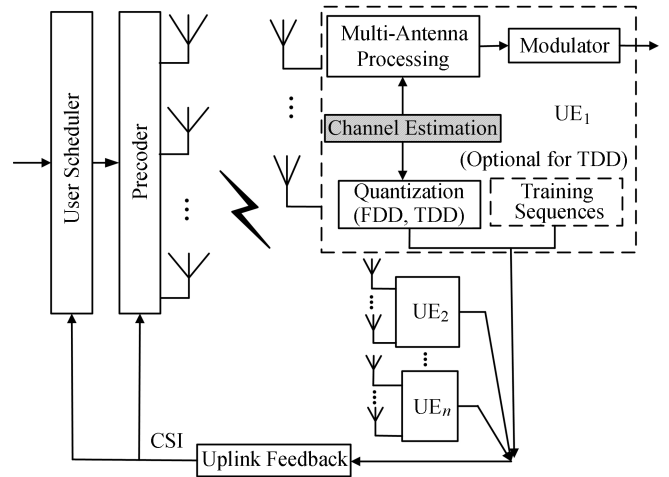 User Scheduler
Precoder
Multi-Antenna
Processing
Modulator
UE1
Channel Estimation
(Optional for TDD)
Quantization
(FDD, TDD)
Training
Sequences
UE2
UEn
CSI
Uplink Feedback